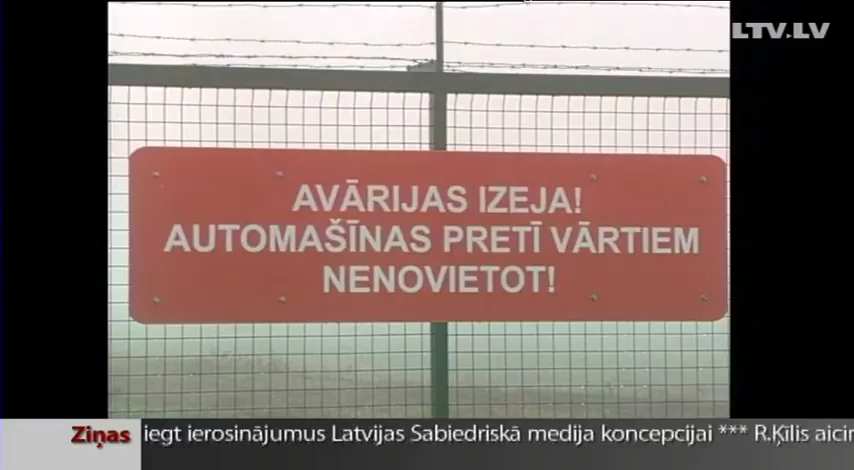 LTV.LV
AVĀRIJAS IZEJA!
AUTOMAŠĪNAS PRETĪ VĀRTIEM
NENOVIETOT!
Ziņas iegt ierosinājumus Latvijas Sabiedriskā medija koncepcijai *** R.Ķīlis aicin